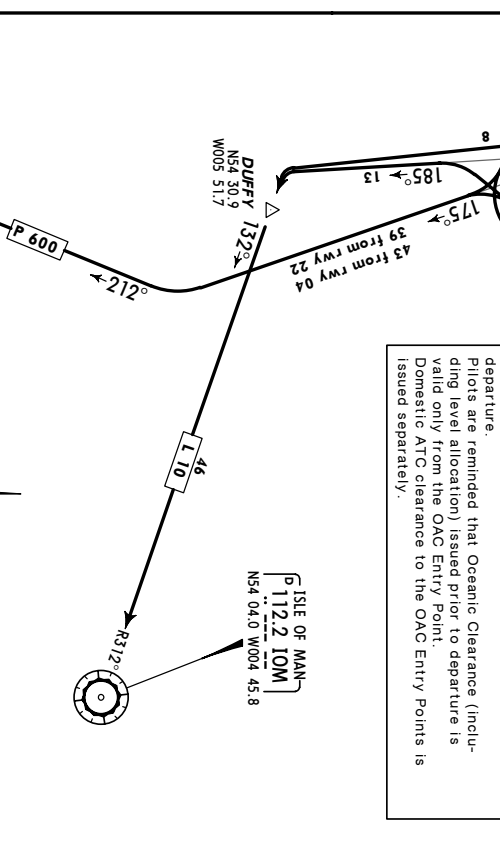 departure.
Pilots are reminded that Oceanic Clearance (inclu-
ding level allocation) issued prior to departure is
valid only from the OAC Entry Point.
Domestic ATC clearance to the OAC Entry Points is
issued separately.
8
13
185°
175°
43 from rwy 04
39 from rwy 22
DUFFY
N54 30.9
W005 51.7
132°
P 600
212°
46
L 10
R312°
ISLE OF MAN
D 112.2 IOM
N54 04.0 W004 45.8